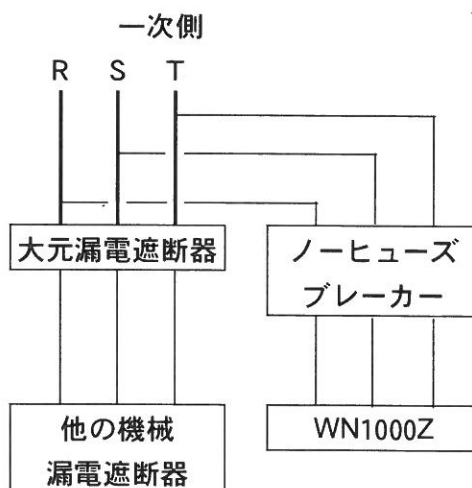 一次側
R S T
大元漏電遮断器
ノーヒューズ
ブレーカー
他の機械
漏電遮断器
WN1000Z